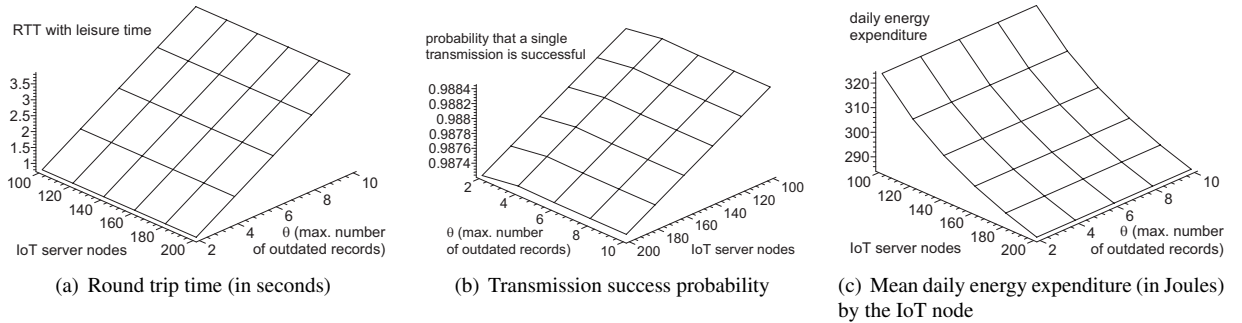 RTT with leisure time
3.5
3
2.5
2
1.5
1
100
120
140
160
180
200
IoT server nodes
2
4
6
8
10
θ (max. number
of outdated records)
(a) Round trip time (in seconds)
probability that a single
transmission is successful
0.9884
0.9882
0.988
0.9878
0.9876
0.9874
2
4
6
8
10
θ (max. number
of outdated records)
200
180
160
140
120
100
IoT server nodes
(b) Transmission success probability
daily energy
expenditure
320
310
300
290
100
120
140
160
180
200
IoT server nodes
2
4
6
8
10
θ (max. number
of outdated records)
(c) Mean daily energy expenditure (in Joules)
by the IoT node